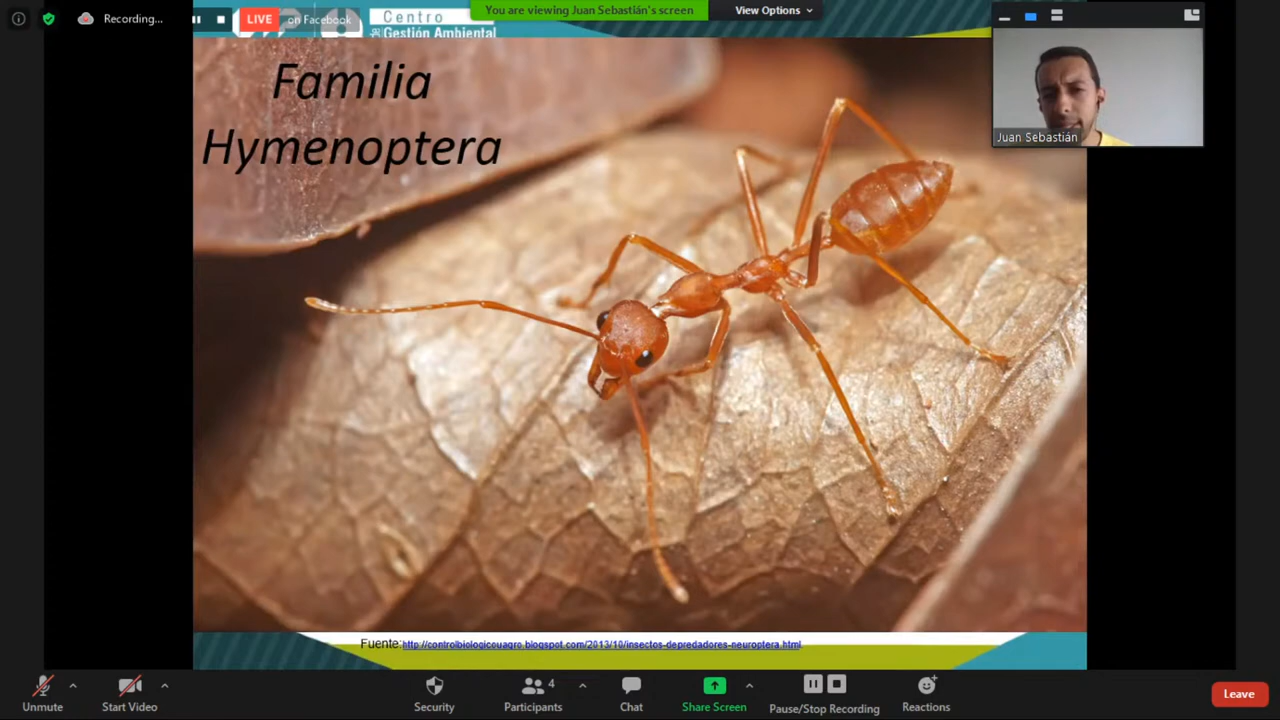 Recording...
LIVE on Facebook
You are viewing Juan Sebastián's screen
View Options
Centro
Gestión Ambiental
Familia
Hymenoptera
Juan Sebastián
Fuente:http://controlbiologicouagro.blogspot.com/2013/10/insectos-depredadores-neuroptera.html.
Unmute
Start Video
Security
4
Participants
Chat
Share Screen
Pause/Stop Recording
Reactions
Leave